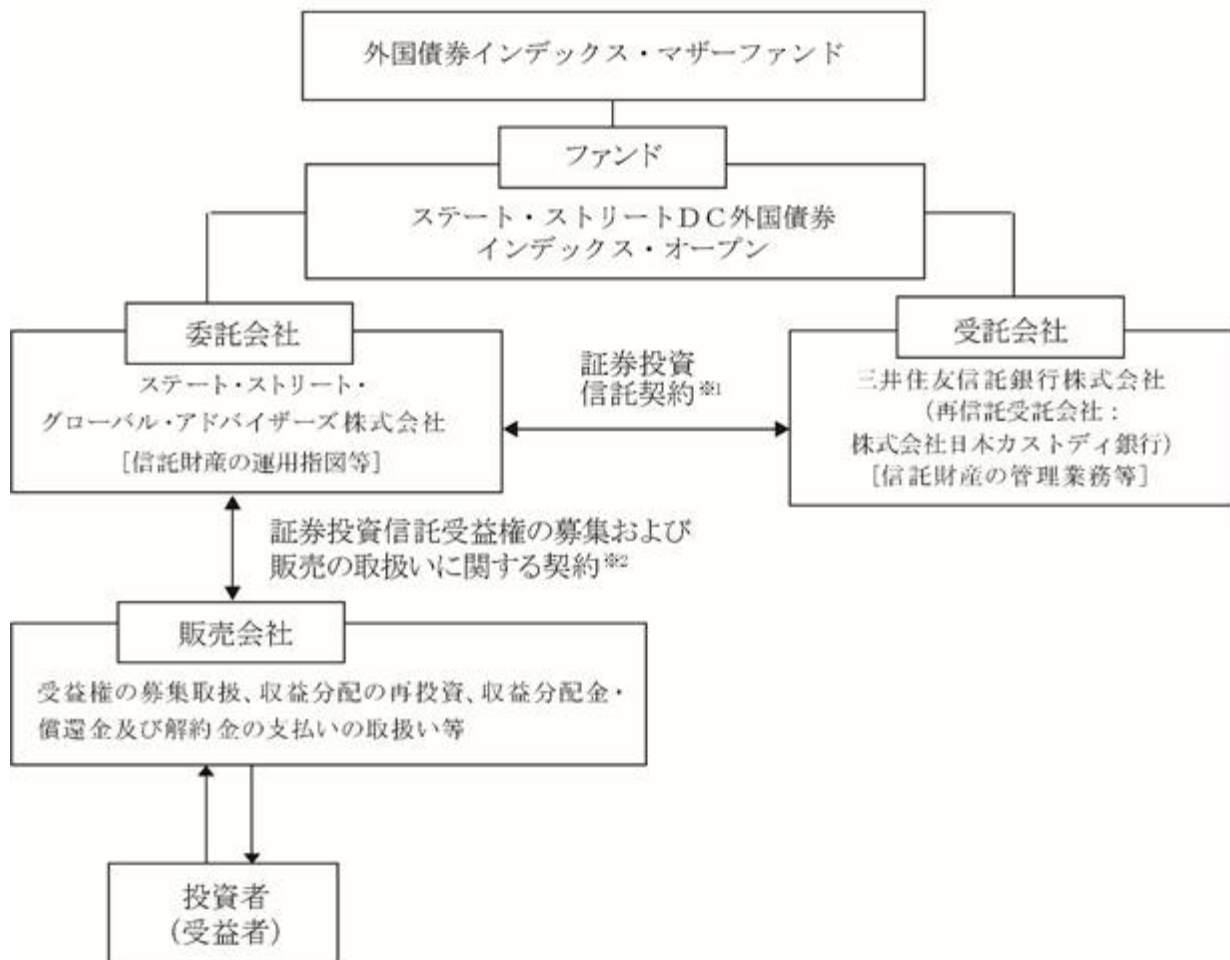 外国債券インデックス・マザーファンド
ファンド
ステート・ストリートDC外国債券
インデックス・オープン
委託会社
ステート・ストリート・
グローバル・アドバイザーズ株式会社
[信託財産の運用指図等]
証券投資
信託契約※1
受託会社
三井住友信託銀行株式会社
(再信託受託会社：
株式会社日本カストディ銀行)
[信託財産の管理業務等]
証券投資信託受益権の募集および
販売の取扱いに関する契約※2
販売会社
受益権の募集取扱、収益分配の再投資、収益分配金・
償還金及び解約金の支払いの取扱い等
投資者
(受益者)